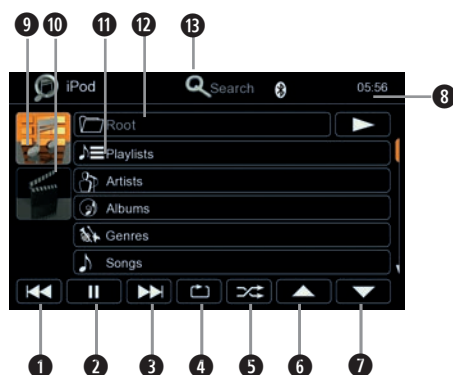 9 10 11 12 13
iPod Search 05:56
8
Root
Playlists
Artists
Albums
Genres
Songs
1 2 3 4 5 6 7